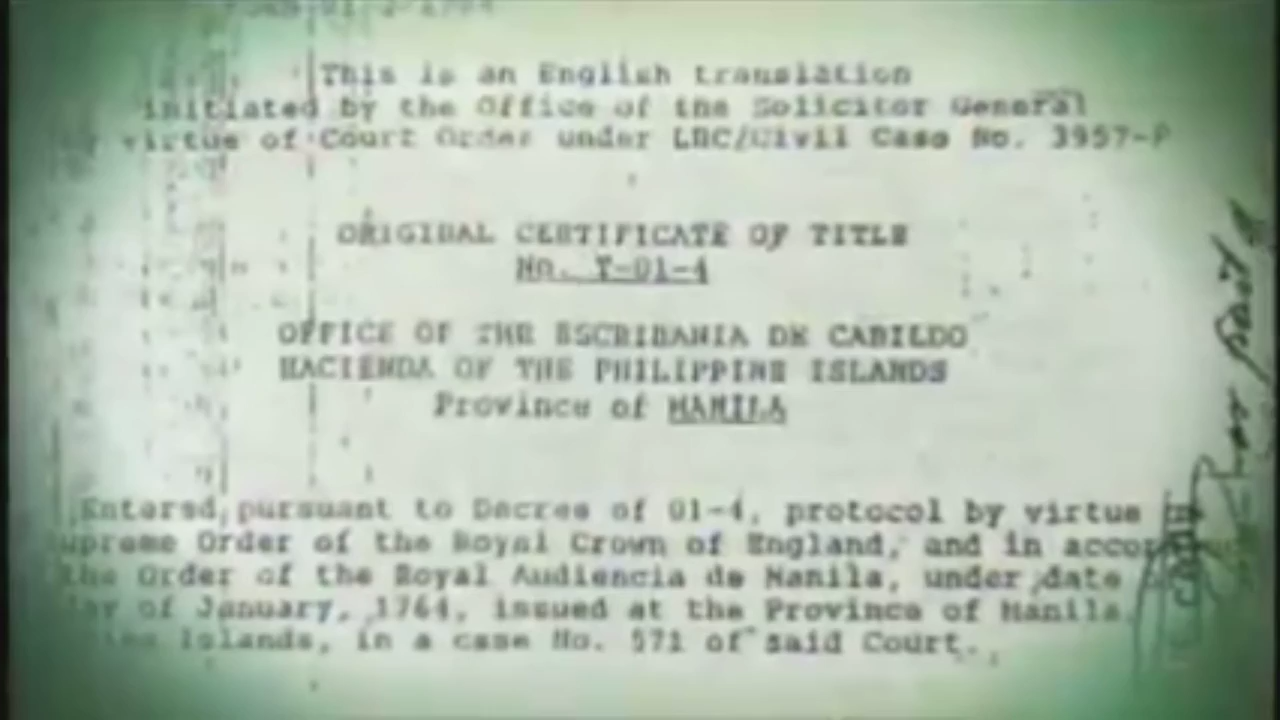 This is an English translation
initiated by the Office of the Solicitor General
virtue of Court Order under LRC/Civil Case No. 3957-P
ORIGINAL CERTIFICATE OF TITLE
No. T-01-4
OFFICE OF THE ESCRIBANIA DE CABILDO
HACIENDA OF THE PHILIPPINE ISLANDS
Province of MANILA
Entered pursuant to Decree of 01-4, protocol by virtue
upreme Order of the Royal Crown of England, and in accor
the Order of the Royal Audiencia de Manila, under date
day of January, 1764, issued at the Province of Manila,
Islands, in a case No. 571 of said Court.